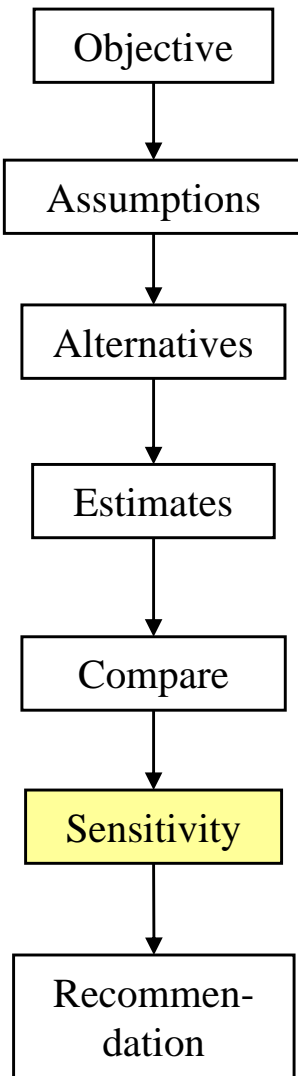 Objective
Assumptions
Alternatives
Estimates
Compare
Sensitivity
Recommen-
dation